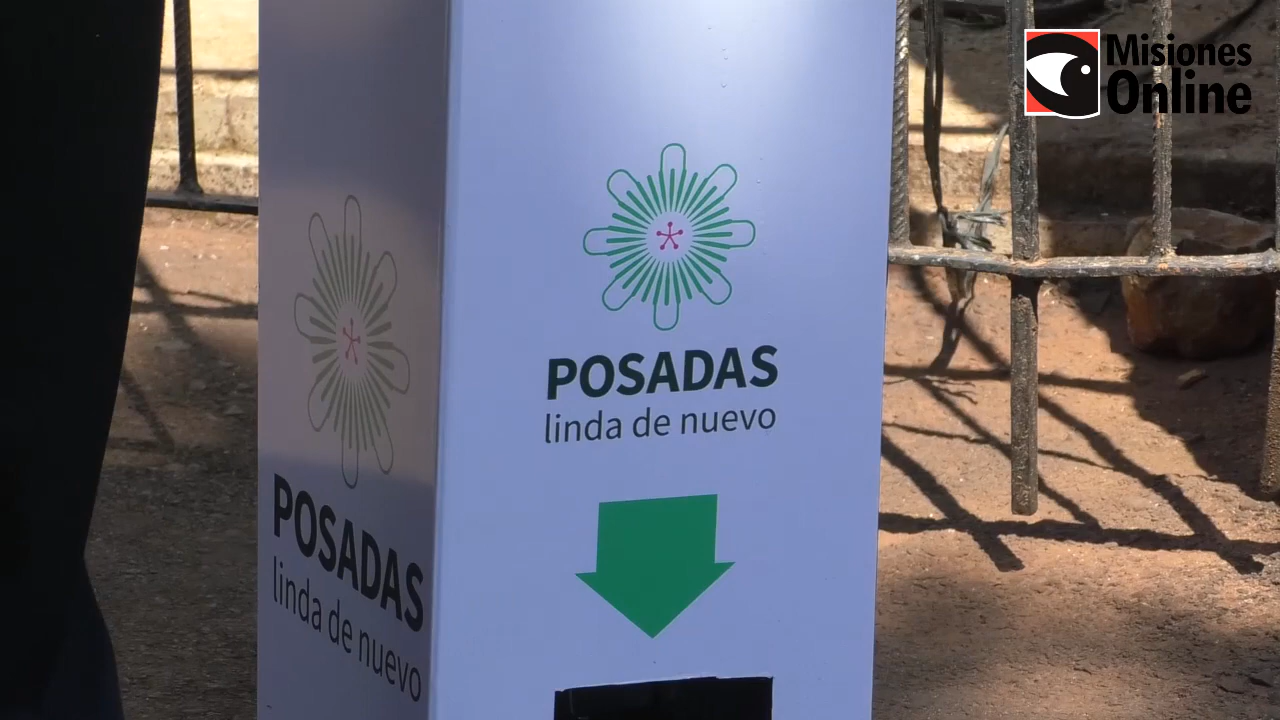 Misiones
Online
POSADAS
linda de nuevo
POSADAS
linda de nuevo